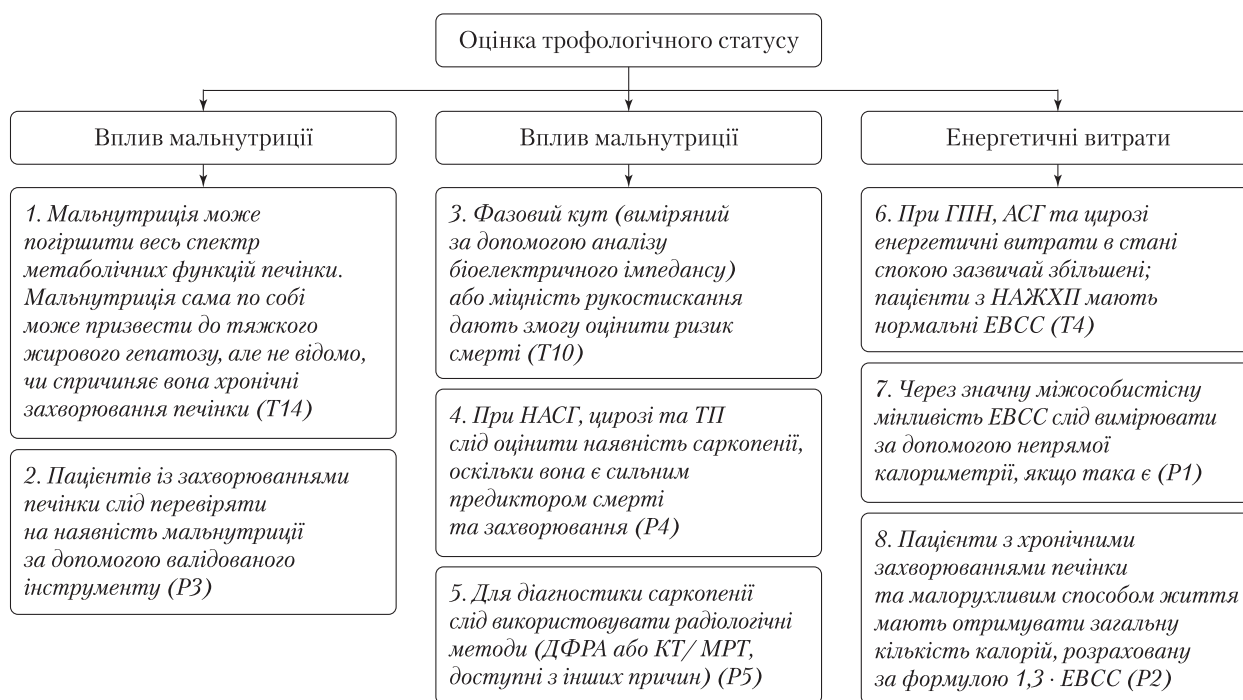 Оцінка трофологічного статусу
Вплив мальнутриції
1. Мальнутриція може
погіршити весь спектр
метаболічних функцій печінки.
Мальнутриція сама по собі
може призвести до тяжкого
жирового гепатозу, але не відомо,
чи спричиняє вона хронічні
захворювання печінки (Т14)
2. Пацієнтів із захворюваннями
печінки слід перевіряти
на наявність мальнутриції
за допомогою валідованого
інструменту (Р3)
Вплив мальнутриції
3. Фазовий кут (виміряний
за допомогою аналізу
біоелектричного імпедансу)
або міцність рукостискання
дають змогу оцінити ризик
смерті (Т10)
4. При НАСГ, цирозі та ТП
слід оцінити наявність саркопенії,
оскільки вона є сильним
предиктором смерті
та захворювання (Р4)
5. Для діагностики саркопенії
слід використовувати радіологічні
методи (ДФРА або КТ/ МРТ,
доступні з інших причин) (Р5)
Енергетичні витрати
6. При ГПН, АСГ та цирозі
енергетичні витрати в стані
спокою зазвичай збільшені;
пацієнти з НАЖХП мають
нормальні ЕВСС (Т4)
7. Через значну міжособистісну
мінливість ЕВСС слід вимірювати
за допомогою непрямої
калориметрії, якщо така є (Р1)
8. Пацієнти з хронічними
захворюваннями печінки
та малорухливим способом життя
мають отримувати загальну
кількість калорій, розраховану
за формулою 1,3 · ЕВСС (Р2)